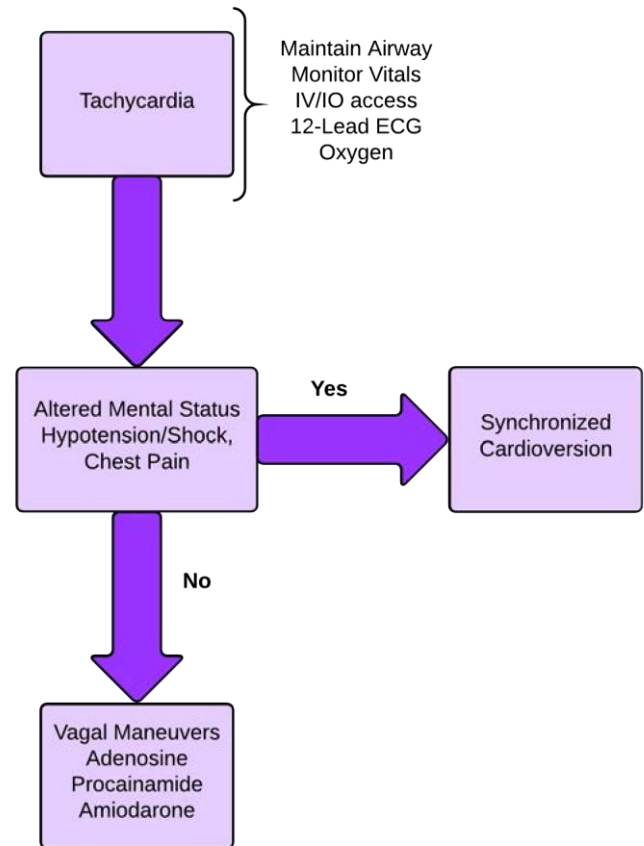 Tachycardia
Maintain Airway
Monitor Vitals
IV/IO access
12-Lead ECG
Oxygen
Altered Mental Status
Hypotension/Shock,
Chest Pain
Yes
Synchronized
Cardioversion
No
Vagal Maneuvers
Adenosine
Procainamide
Amiodarone